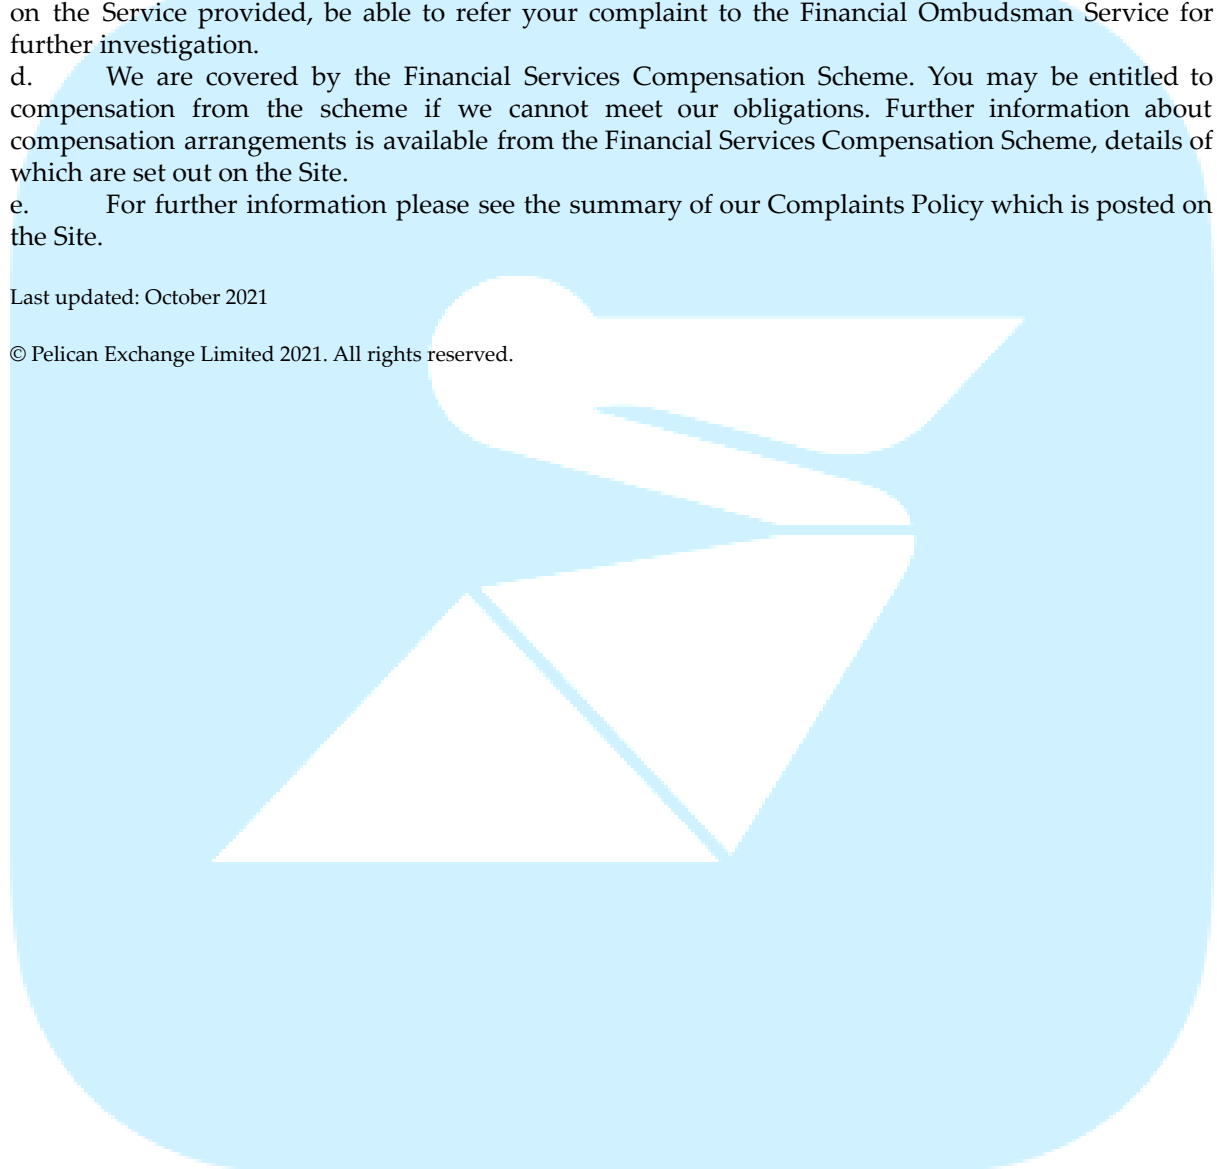 on the Service provided, be able to refer your complaint to the Financial Ombudsman Service for
further investigation.
d. We are covered by the Financial Services Compensation Scheme. You may be entitled to
compensation from the scheme if we cannot meet our obligations. Further information about
compensation arrangements is available from the Financial Services Compensation Scheme, details of
which are set out on the Site.
e. For further information please see the summary of our Complaints Policy which is posted on
the Site.
Last updated: October 2021
© Pelican Exchange Limited 2021. All rights reserved.